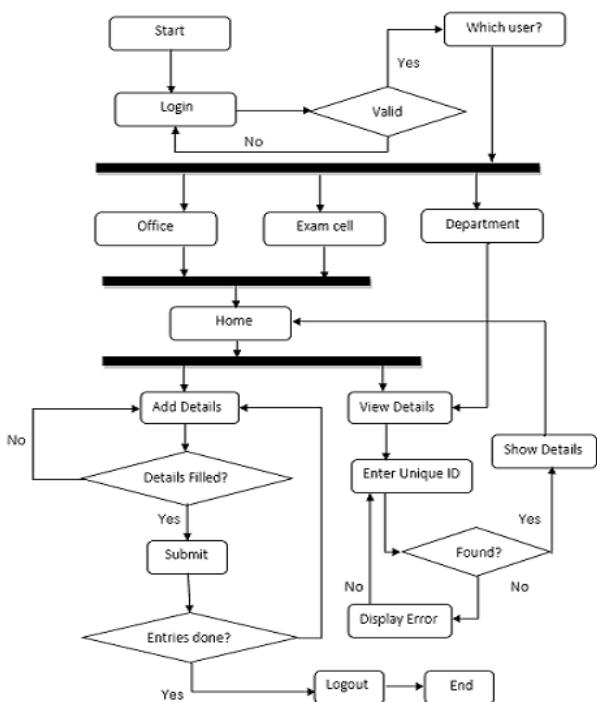 Start
Which user?
Yes
Login
Valid
No
Office
Exam cell
Department
Home
Add Details
View Details
No
Details Filled?
Enter Unique ID
Show Details
Yes
Yes
Submit
Found?
No
No
Entries done?
Display Error
Yes
Logout
End